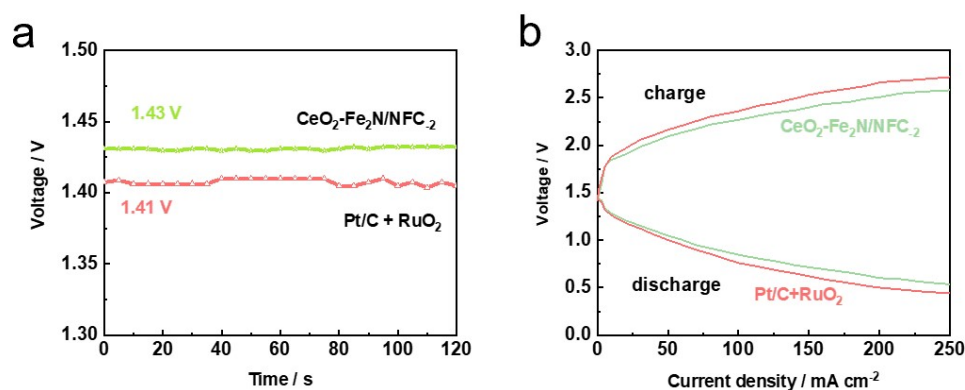 a
1.50
1.45
1.40
1.35
1.30
Voltage / V
1.43 V
CeO₂-Fe₂N/NFC-₂
1.41 V
Pt/C + RuO₂
0 20 40 60 80 100 120
Time / s
b
3.0
2.5
2.0
1.5
1.0
0.5
0.0
Voltage / V
charge
CeO₂-Fe₂N/NFC-₂
discharge
Pt/C+RuO₂
0 50 100 150 200 250
Current density / mA cm⁻²